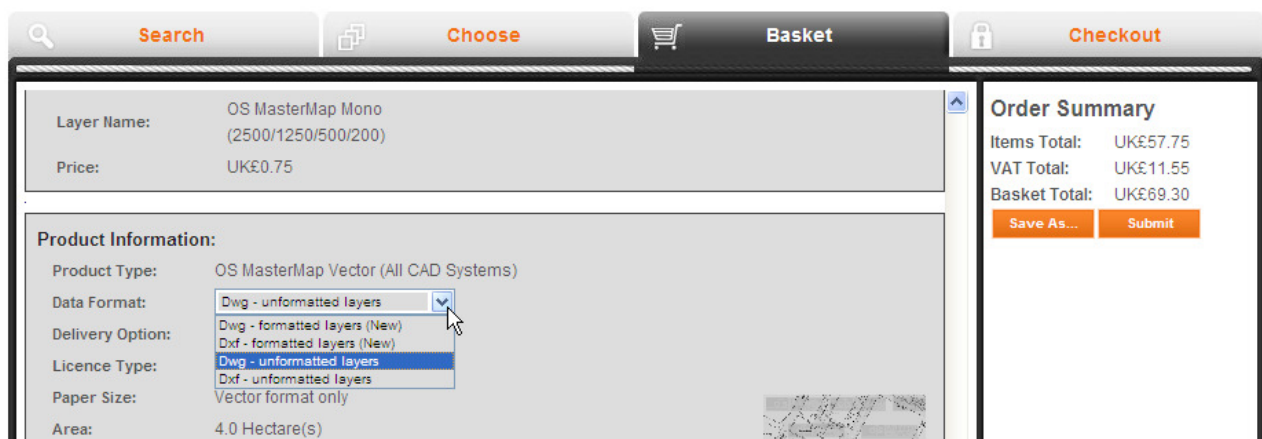 Search
Choose
Basket
Checkout
Layer Name: OS MasterMap Mono
(2500/1250/500/200)
Price: UK£0.75
Product Information:
Product Type: OS MasterMap Vector (All CAD Systems)
Data Format: Dwg - unformatted layers
Dwg - formatted layers (New)
Delivery Option:
Dxf - formatted layers (New)
Dwg - unformatted layers
Licence Type:
Dxf - unformatted layers
Paper Size: Vector format only
Area: 4.0 Hectare(s)
Order Summary
Items Total: UK£57.75
VAT Total: UK£11.55
Basket Total: UK£69.30
Save As...
Submit